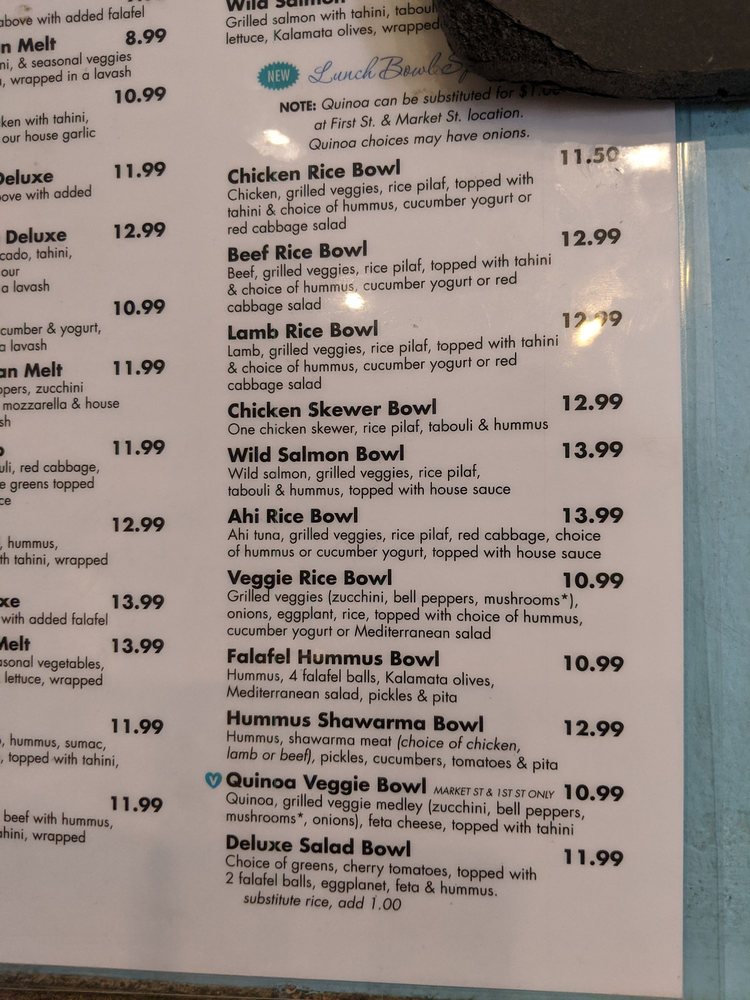 above with added falafel
Melt 8.99
& seasonal veggies
wrapped in a lavash
10.99
with tahini,
our house garlic
Deluxe 11.99
with added
Deluxe 12.99
tahini,
our
a lavash
10.99
& yogurt,
a lavash
Melt 11.99
zucchini
mozzarella & house
11.99
red cabbage,
greens topped
12.99
hummus,
with tahini, wrapped
13.99
with added falafel
Melt 13.99
vegetables,
lettuce, wrapped
11.99
hummus, sumac,
topped with tahini,
11.99
beef with hummus,
wrapped
Wild Salmon
Grilled salmon with tahini,
lettuce, Kalamata olives, wrapped
NEW Lunch Bowl
NOTE: Quinoa can be substituted for $1.00
at First St. & Market St. location.
Quinoa choices may have onions.
Chicken Rice Bowl 11.50
Chicken, grilled veggies, rice pilaf, topped with
tahini & choice of hummus, cucumber yogurt or
red cabbage salad
Beef Rice Bowl 12.99
Beef, grilled veggies, rice pilaf, topped with tahini
& choice of hummus, cucumber yogurt or red
cabbage salad
Lamb Rice Bowl 12.99
Lamb, grilled veggies, rice pilaf, topped with tahini
& choice of hummus, cucumber yogurt or red
cabbage salad
Chicken Skewer Bowl 12.99
One chicken skewer, rice pilaf, tabouli & hummus
Wild Salmon Bowl 13.99
Wild salmon, grilled veggies, rice pilaf,
tabouli & hummus, topped with house sauce
Ahi Rice Bowl 13.99
Ahi tuna, grilled veggies, rice pilaf, red cabbage, choice
of hummus or cucumber yogurt, topped with house sauce
Veggie Rice Bowl 10.99
Grilled veggies (zucchini, bell peppers, mushrooms*),
onions, eggplant, rice, topped with choice of hummus,
cucumber yogurt or Mediterranean salad
Falafel Hummus Bowl 10.99
Hummus, 4 falafel balls, Kalamata olives,
Mediterranean salad, pickles & pita
Hummus Shawarma Bowl 12.99
Hummus, shawarma meat (choice of chicken,
lamb or beef), pickles, cucumbers, tomatoes & pita
V Quinoa Veggie Bowl MARKET ST & 1ST ST ONLY 10.99
Quinoa, grilled veggie medley (zucchini, bell peppers,
mushrooms*, onions), feta cheese, topped with tahini
Deluxe Salad Bowl 11.99
Choice of greens, cherry tomatoes, topped with
2 falafel balls, eggplanet, feta & hummus.
substitute rice, add 1.00